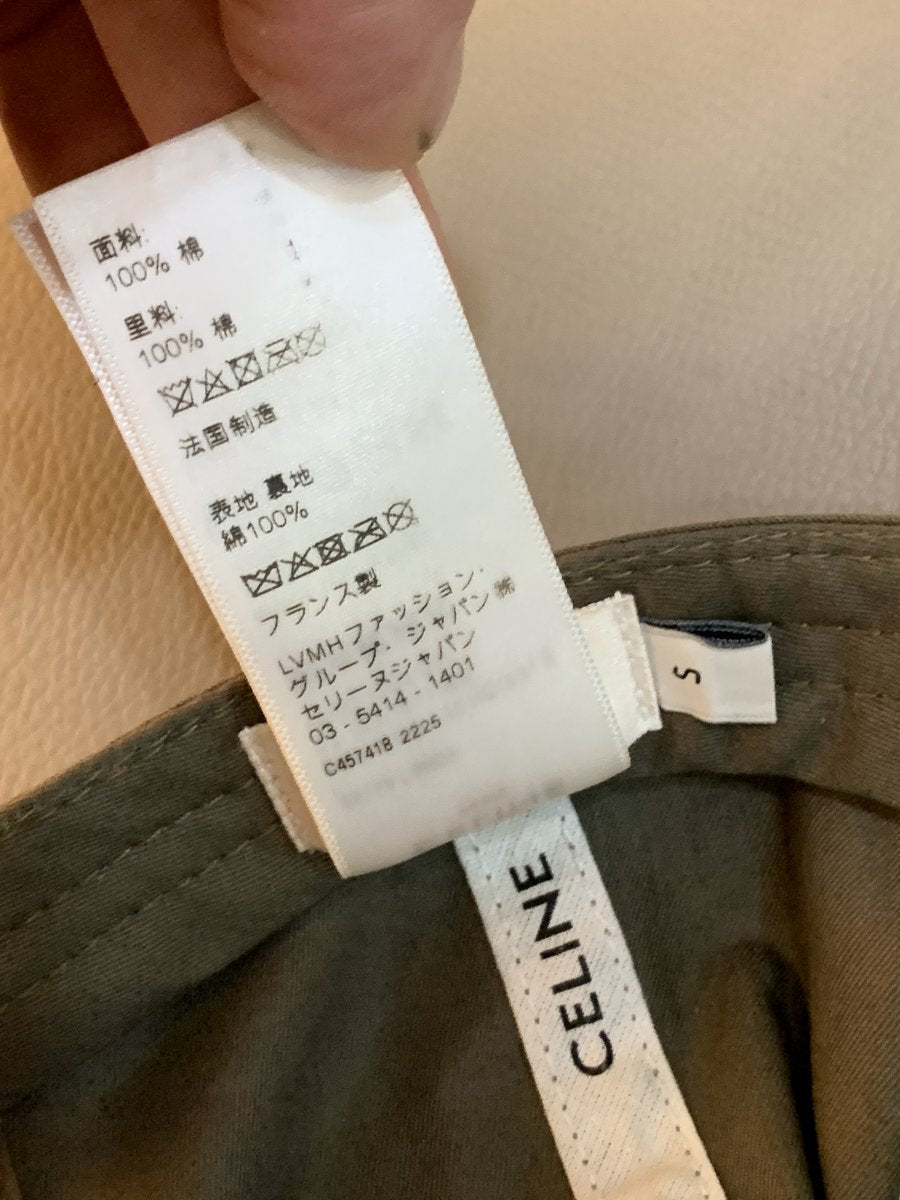 面料:
100% 棉
里料:
100% 棉
法国制造
表地 裏地
綿100%
フランス製
LVMHファッション・
グループ・ジャパン㈱
セリーヌジャパン
03 - 5414 - 1401
C457418 2225
S
CELINE